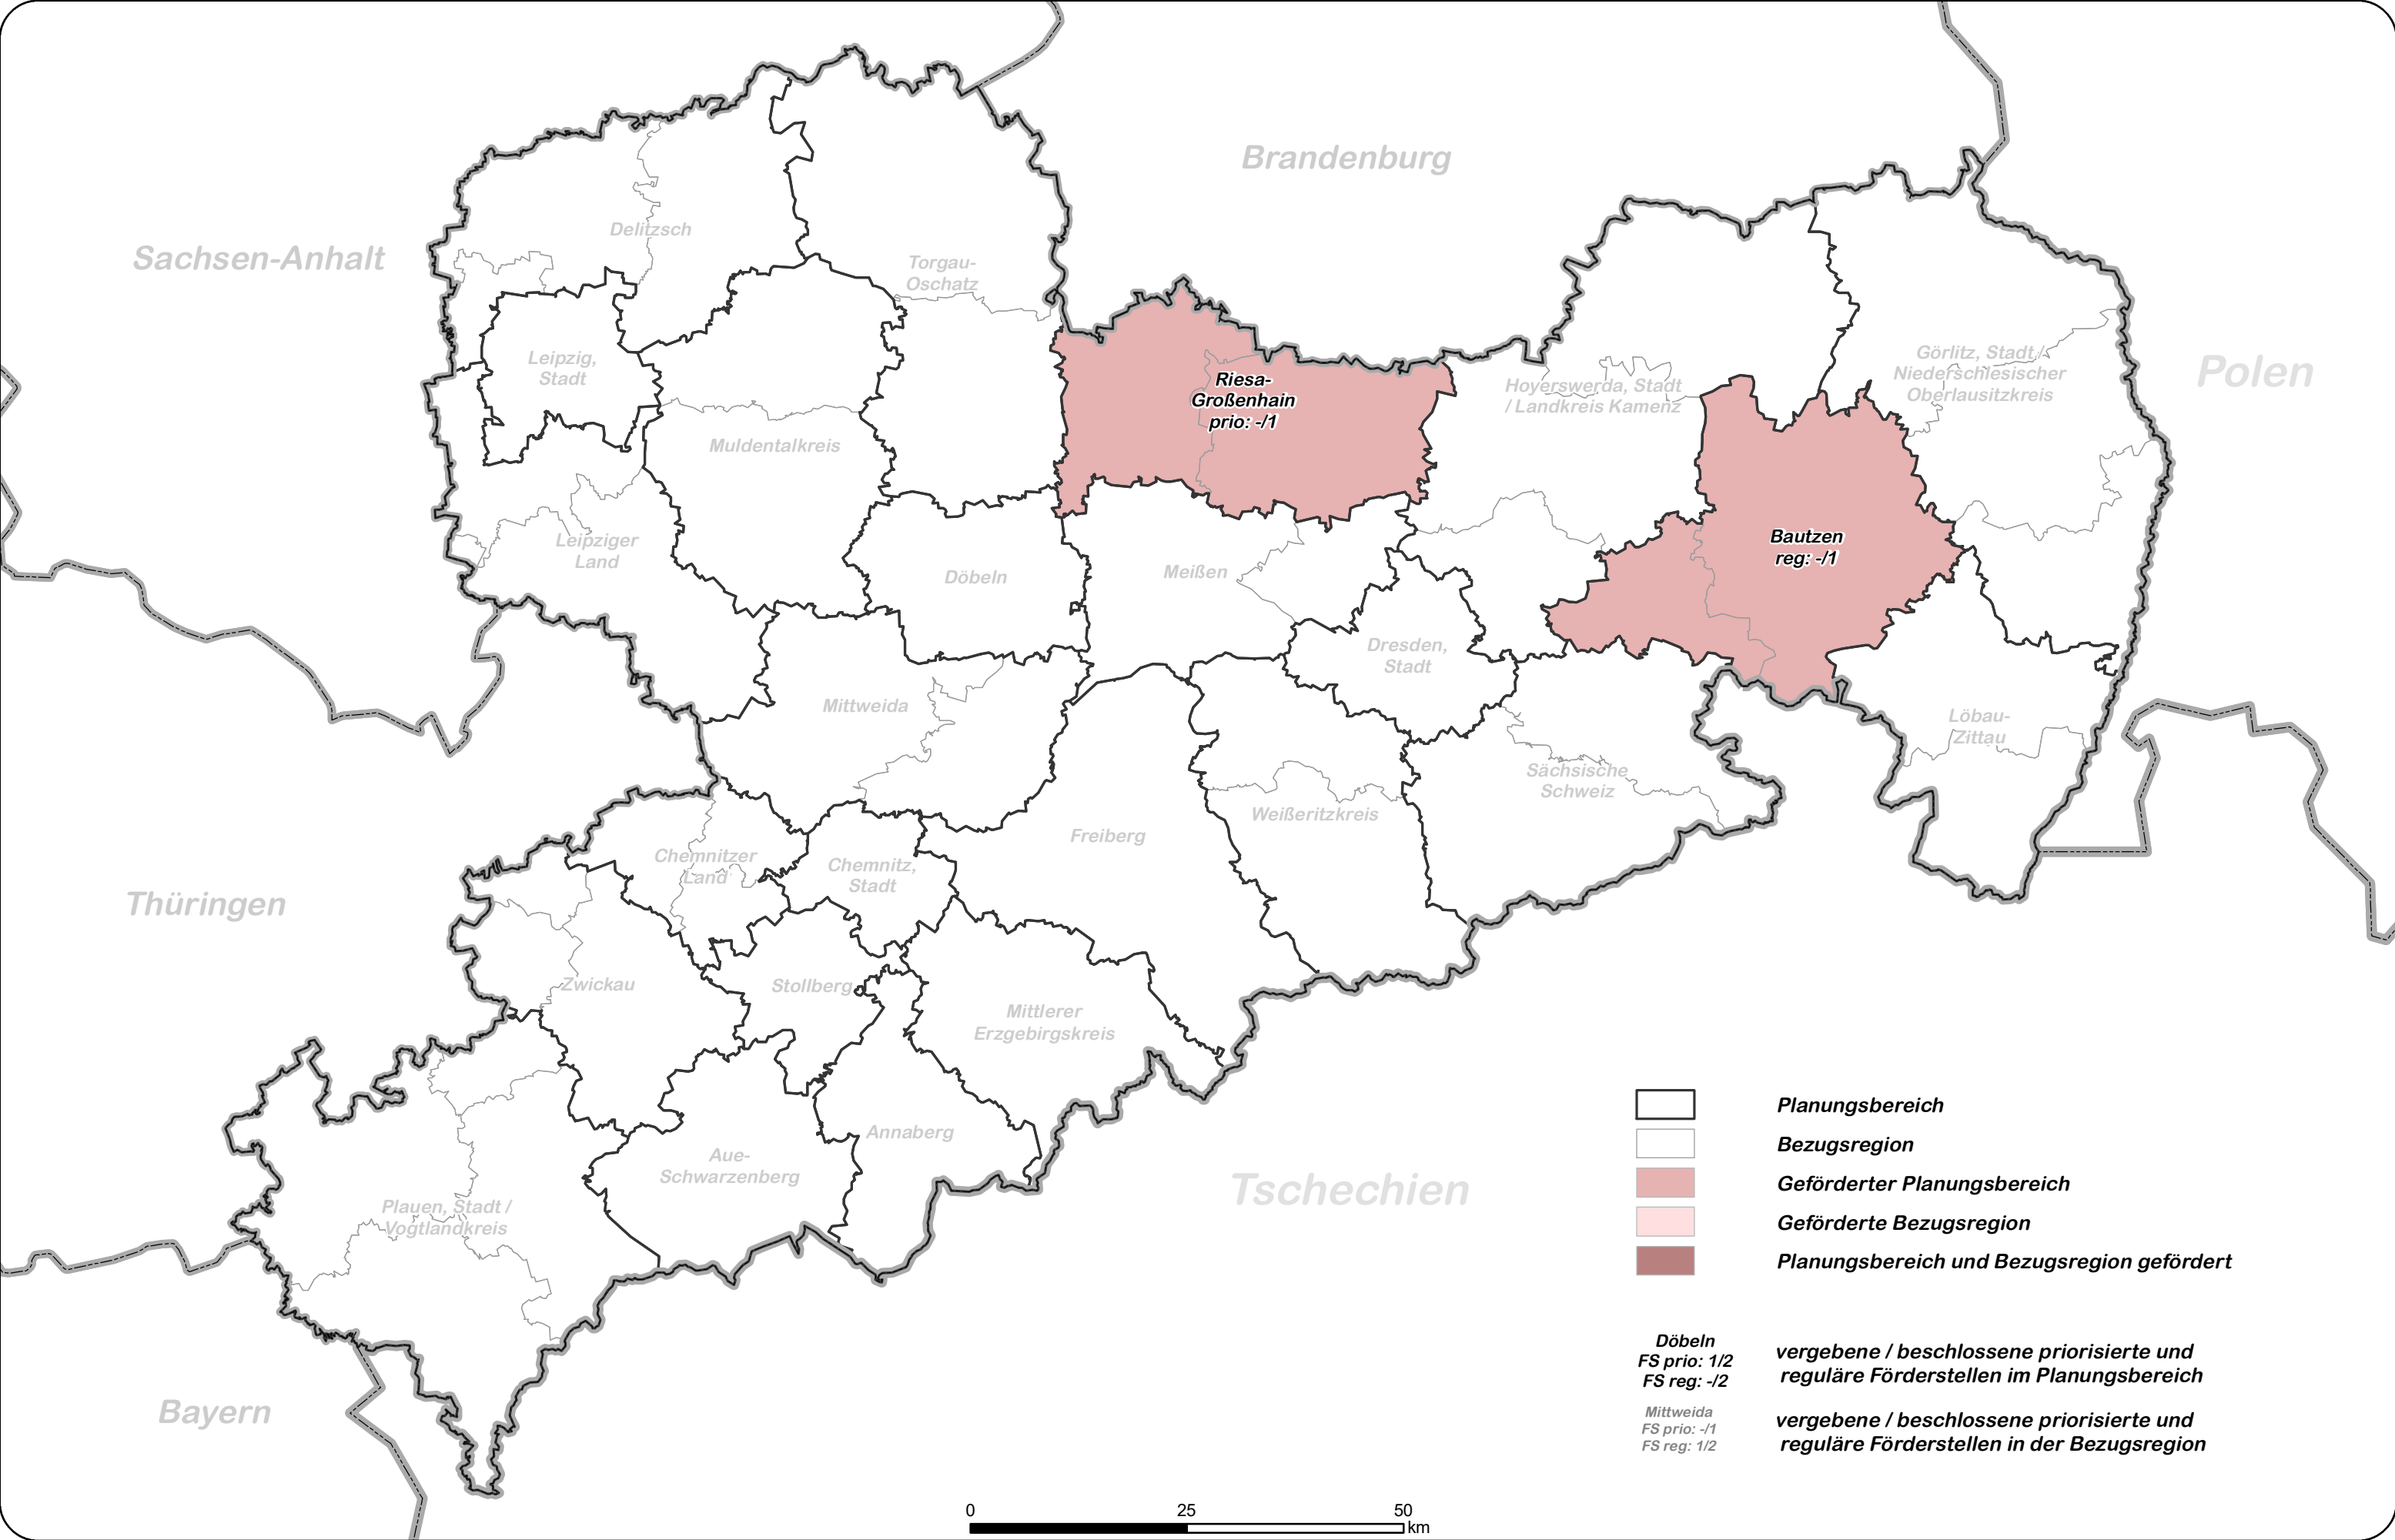 Brandenburg
Sachsen-Anhalt
Delitzsch
Torgau-
Oschatz
Leipzig,
Stadt
Riesa-
Großenhain
prio: -/1
Hoyerswerda, Stadt
/ Landkreis Kamenz
Görlitz, Stadt /
Niederschlesischer
Oberlausitzkreis
Polen
Muldentalkreis
Leipziger
Land
Döbeln
Meißen
Bautzen
reg: -/1
Dresden,
Stadt
Mittweida
Löbau-
Zittau
Sächsische
Schweiz
Weißeritzkreis
Freiberg
Chemnitzer
Land
Chemnitz,
Stadt
Thüringen
Zwickau
Stollberg
Mittlerer
Erzgebirgskreis
Annaberg
Aue-
Schwarzenberg
Plauen, Stadt /
Vogtlandkreis
Tschechien
Bayern
Planungsbereich
Bezugsregion
Geförderter Planungsbereich
Geförderte Bezugsregion
Planungsbereich und Bezugsregion gefördert
Döbeln
FS prio: 1/2
FS reg: -/2
vergebene / beschlossene priorisierte und
reguläre Förderstellen im Planungsbereich
Mittweida
FS prio: -/1
FS reg: 1/2
vergebene / beschlossene priorisierte und
reguläre Förderstellen in der Bezugsregion
0 25 50
km